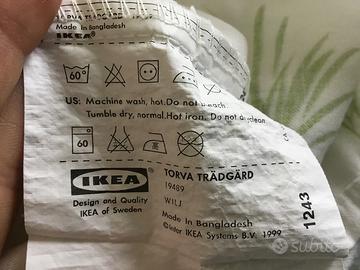 Made in Bangladesh
IKEA®
60°
US: Machine wash, hot. Do not bleach.
Tumble dry, normal. Hot iron. Do not dryclean.
60
IKEA®
Design and Quality
IKEA of Sweden
TORVA TRÄDGÅRD
19489
WILJ
Made in Bangladesh
©Inter IKEA Systems B.V. 1999
1243
subito